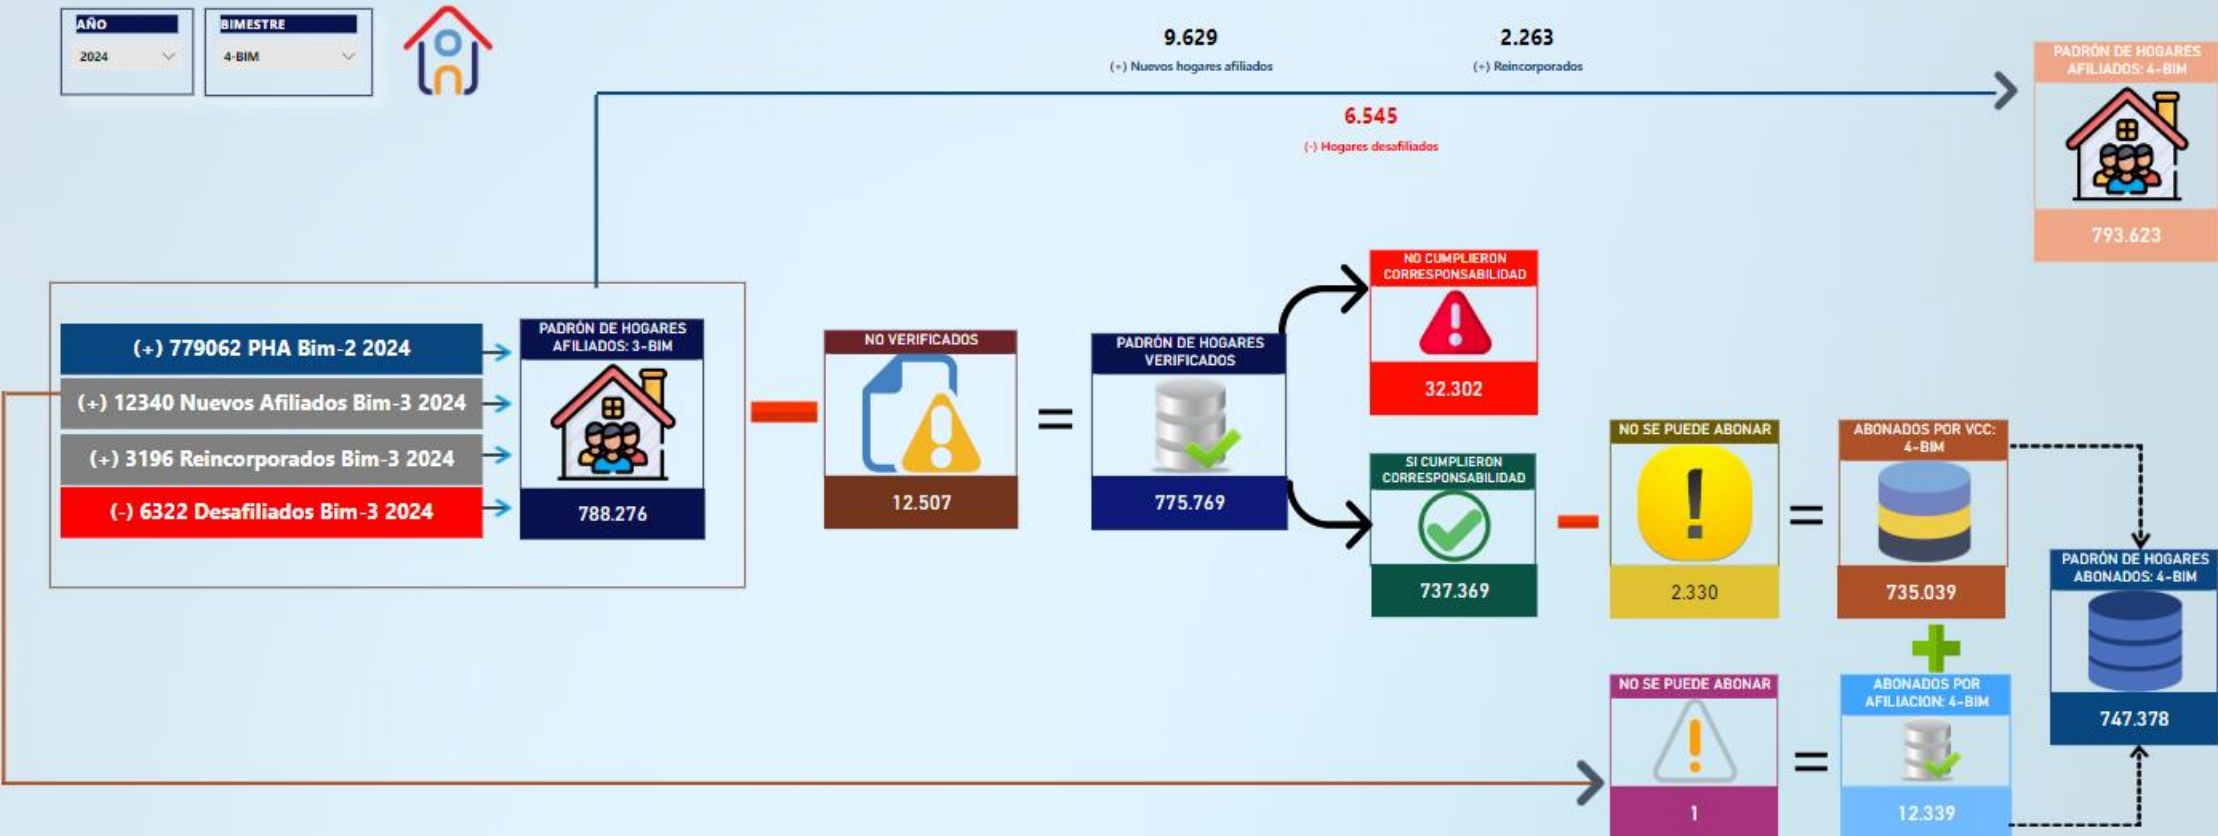 AÑO
2024
BIMESTRE
4-BIM
9.629
(+) Nuevos hogares afiliados
2.263
(+) Reincorporados
6.545
(-) Hogares desafiliados
PADRÓN DE HOGARES
AFILIADOS: 4-BIM
793.623
(+) 779062 PHA Bim-2 2024
(+) 12340 Nuevos Afiliados Bim-3 2024
(+) 3196 Reincorporados Bim-3 2024
(-) 6322 Desafiliados Bim-3 2024
PADRÓN DE HOGARES
AFILIADOS: 3-BIM
788.276
NO VERIFICADOS
12.507
=
PADRÓN DE HOGARES
VERIFICADOS
775.769
NO CUMPLIERON
CORRESPONSABILIDAD
32.302
SI CUMPLIERON
CORRESPONSABILIDAD
737.369
NO SE PUEDE ABONAR
2.330
=
ABONADOS POR VCC:
4-BIM
735.039
NO SE PUEDE ABONAR
1
=
ABONADOS POR
AFILIACION: 4-BIM
12.339
PADRÓN DE HOGARES
ABONADOS: 4-BIM
747.378